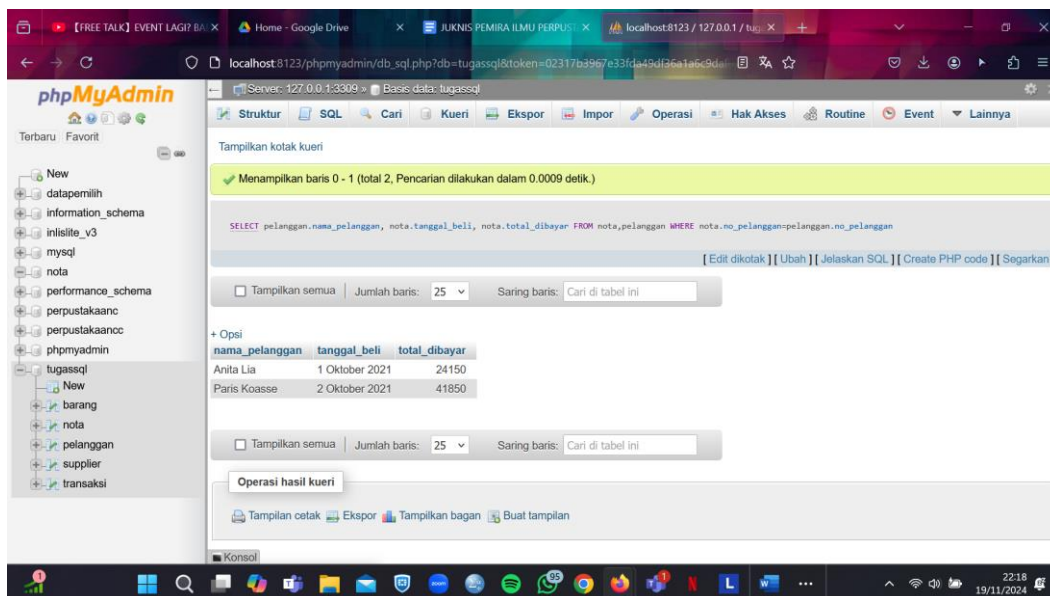 【FREE TALK】 EVENT LAGI? BA
Home - Google Drive
JUKNIS PEMIRA ILMU PERPUST
localhost:8123 / 127.0.0.1 / tug
localhost:8123/phpmyadmin/db_sql.php?db=tugassql&token=02317b3967e33fda49df36a1a6c9da
phpMyAdmin
Terbaru Favorit
New
datapemilih
information_schema
inlislite_v3
mysql
nota
performance_schema
perpustakaanc
perpustakaancc
phpmyadmin
tugassql
New
barang
nota
pelanggan
supplier
transaksi
Server: 127.0.0.1:3309 » Basis data: tugassql
Struktur SQL Cari Kueri Ekspor Impor Operasi Hak Akses Routine Event Lainnya
Tampilkan kotak kueri
Menampilkan baris 0 - 1 (total 2, Pencarian dilakukan dalam 0.0009 detik.)
SELECT pelanggan.nama_pelanggan, nota.tanggal_beli, nota.total_dibayar FROM nota,pelanggan WHERE nota.no_pelanggan=pelanggan.no_pelanggan
[ Edit dikotak ] [ Ubah ] [ Jelaskan SQL ] [ Create PHP code ] [ Segarkan
Tampilkan semua Jumlah baris: 25 Saring baris: Cari di tabel ini
+ Opsi
nama_pelanggan tanggal_beli total_dibayar
Anita Lia 1 Oktober 2021 24150
Paris Koasse 2 Oktober 2021 41850
Tampilkan semua Jumlah baris: 25 Saring baris: Cari di tabel ini
Operasi hasil kueri
Tampilan cetak Ekspor Tampilkan bagan Buat tampilan
Konsol
1
zoom
95
1
N
L
W
22:18
19/11/2024